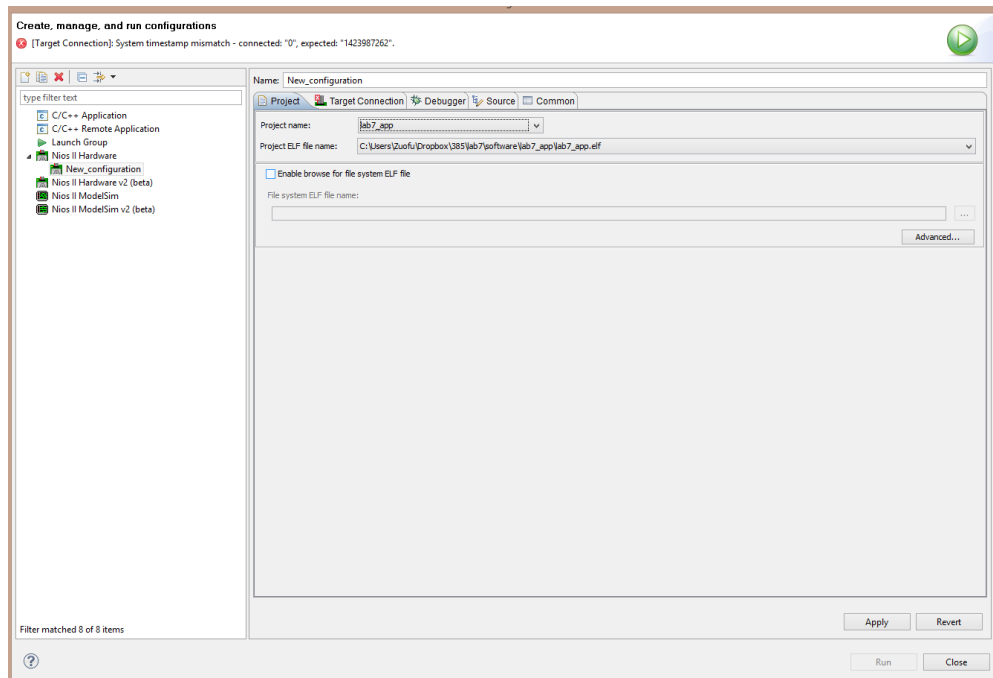 Create, manage, and run configurations
[Target Connection]: System timestamp mismatch - connected: "0", expected: "1423987262".
type filter text
C/C++ Application
C/C++ Remote Application
Launch Group
Nios II Hardware
New_configuration
Nios II Hardware v2 (beta)
Nios II ModelSim
Nios II ModelSim v2 (beta)
Filter matched 8 of 8 items
Name: New_configuration
Project Target Connection Debugger Source Common
Project name: lab7_app
Project ELF file name: C:\Users\Zuofu\Dropbox\385\lab7\software\lab7_app\lab7_app.elf
Enable browse for file system ELF file
File system ELF file name:
...
Advanced...
Apply Revert
Run Close